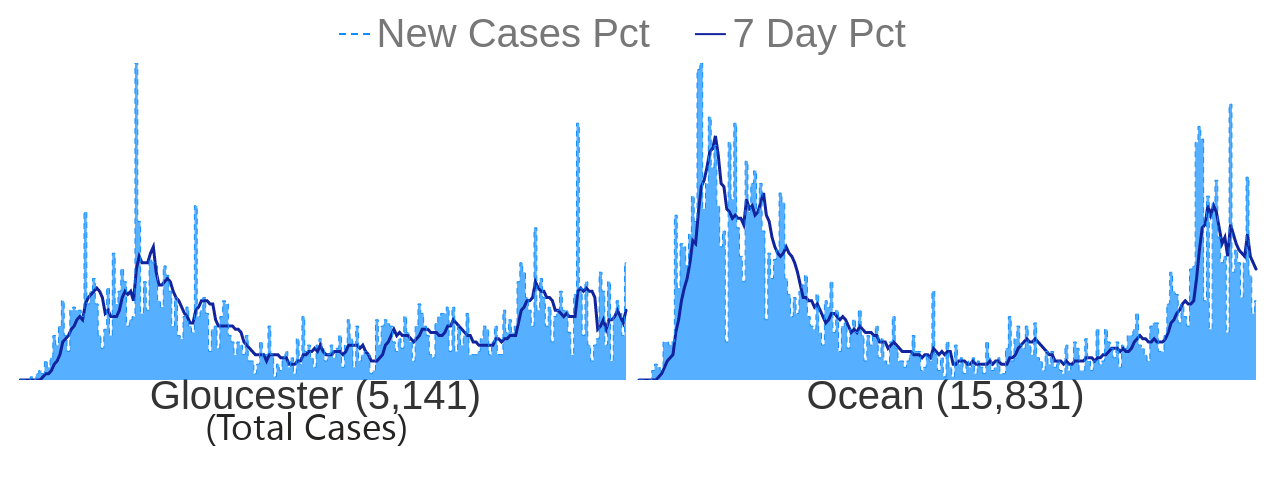 New Cases Pct 7 Day Pct
Gloucester (5,141) Ocean (15,831)
(Total Cases)